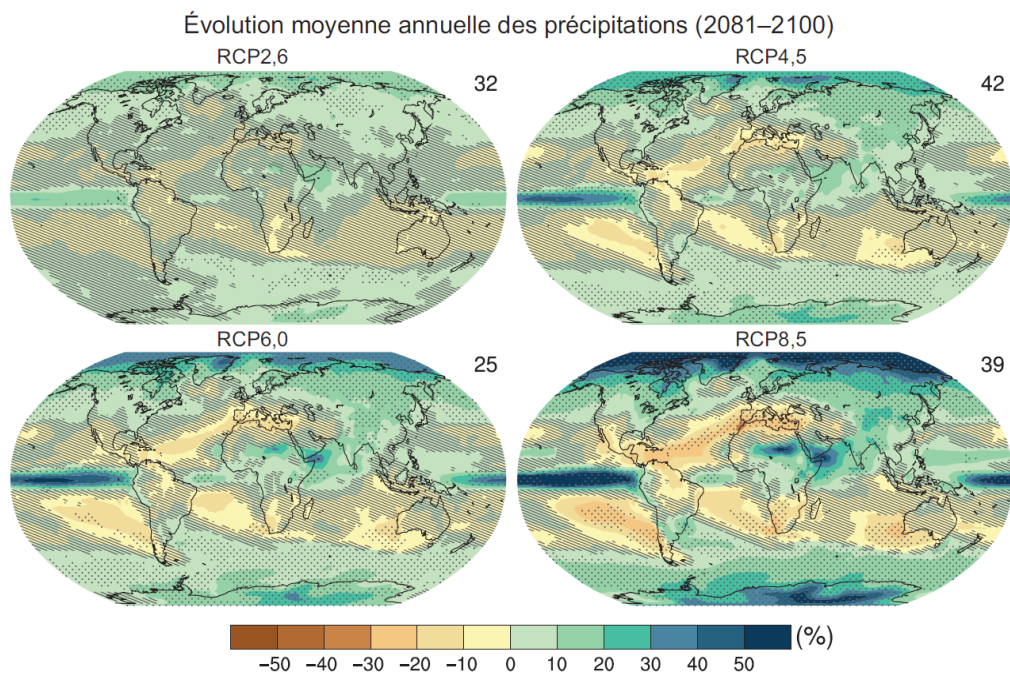 Évolution moyenne annuelle des précipitations (2081–2100)
RCP2,6
32
RCP4,5
42
RCP6,0
25
RCP8,5
39
(%)
−50 −40 −30 −20 −10 0 10 20 30 40 50